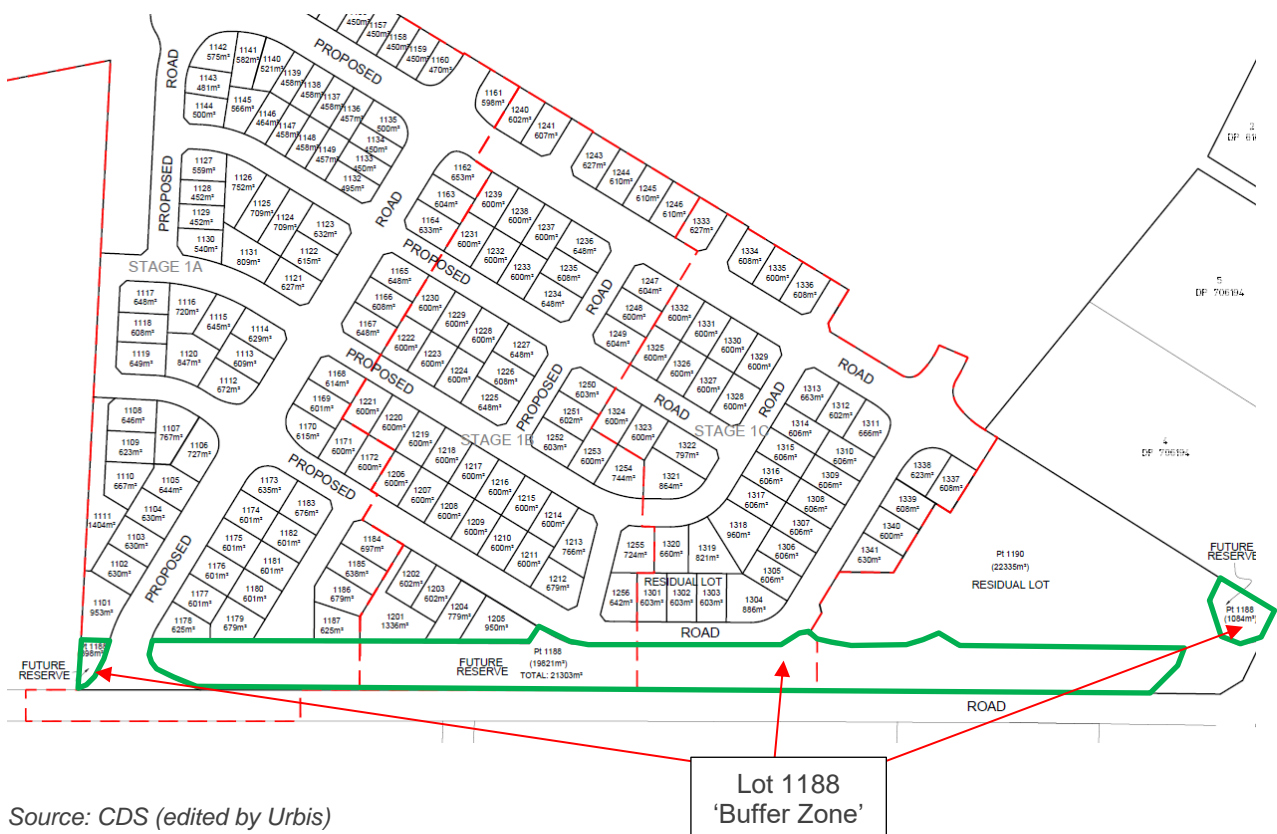 450m²
1157
450m²
1158
450m²
1159
450m²
1160
470m²
PROPOSED
ROAD
1142
575m²
1141
582m²
1140
521m²
1139
458m²
1138
458m²
1137
458m²
1136
457m²
1135
500m²
1134
450m²
1133
450m²
1132
495m²
1143
481m²
1144
500m²
1145
566m²
1146
464m²
1147
458m²
1148
458m²
1149
457m²
1161
598m²
1240
602m²
1241
607m²
1243
627m²
1244
610m²
1245
610m²
1246
610m²
1333
627m²
1334
608m²
1335
600m²
1336
608m²
2
DP 61
5
DP 706194
4
DP 706194
PROPOSED
1127
559m²
1128
452m²
1129
452m²
1130
540m²
1126
752m²
1125
709m²
1124
709m²
1123
632m²
1122
615m²
1121
627m²
1131
809m²
ROAD
STAGE 1A
1162
653m²
1163
604m²
1164
633m²
1239
600m²
1238
600m²
1237
600m²
1236
648m²
1235
608m²
1234
648m²
1231
600m²
1232
600m²
1233
600m²
PROPOSED
ROAD
1117
648m²
1118
608m²
1119
649m²
1116
720m²
1115
645m²
1114
629m²
1113
609m²
1112
672m²
1120
847m²
1165
648m²
1166
608m²
1167
648m²
1230
600m²
1229
600m²
1228
600m²
1227
648m²
1226
608m²
1225
648m²
1222
600m²
1223
600m²
1224
600m²
1247
604m²
1248
600m²
1249
604m²
1332
600m²
1331
600m²
1330
600m²
1329
600m²
1325
600m²
1326
600m²
1327
600m²
1328
600m²
PROPOSED
PROPOSED
ROAD
ROAD
ROAD
STAGE 1B
STAGE 1C
1108
646m²
1109
623m²
1110
667m²
1111
1404m²
1107
767m²
1106
727m²
1105
644m²
1104
630m²
1103
630m²
1102
630m²
1101
953m²
1168
614m²
1169
601m²
1170
615m²
1171
600m²
1172
600m²
1221
600m²
1220
600m²
1219
600m²
1218
600m²
1217
600m²
1216
600m²
1215
600m²
1214
600m²
1213
766m²
1212
679m²
1206
600m²
1207
600m²
1208
600m²
1209
600m²
1210
600m²
1211
600m²
1250
603m²
1251
602m²
1252
603m²
1253
600m²
1254
744m²
1324
600m²
1323
600m²
1322
797m²
1321
864m²
1313
663m²
1312
602m²
1311
666m²
1314
606m²
1315
606m²
1316
606m²
1317
606m²
1318
960m²
1310
606m²
1309
606m²
1308
606m²
1307
606m²
1306
606m²
1305
606m²
1304
886m²
1338
623m²
1337
608m²
1339
608m²
1340
600m²
1341
630m²
PROPOSED
PROPOSED
1173
635m²
1174
601m²
1175
601m²
1176
601m²
1177
601m²
1178
625m²
1183
676m²
1182
601m²
1181
601m²
1180
601m²
1179
679m²
1184
697m²
1185
638m²
1186
679m²
1187
625m²
1202
602m²
1203
602m²
1204
779m²
1205
950m²
1201
1336m²
1255
724m²
1320
660m²
1319
821m²
RESIDUAL LOT
1256
642m²
1301
603m²
1302
603m²
1303
603m²
ROAD
Pt 1190
(22335m²)
RESIDUAL LOT
FUTURE
RESERVE
Pt 1188
(1084m²)
Pt 1188
398m²
FUTURE
RESERVE
FUTURE
RESERVE
Pt 1188
(19821m²)
TOTAL: 21303m²
ROAD
Lot 1188
‘Buffer Zone’
Source: CDS (edited by Urbis)